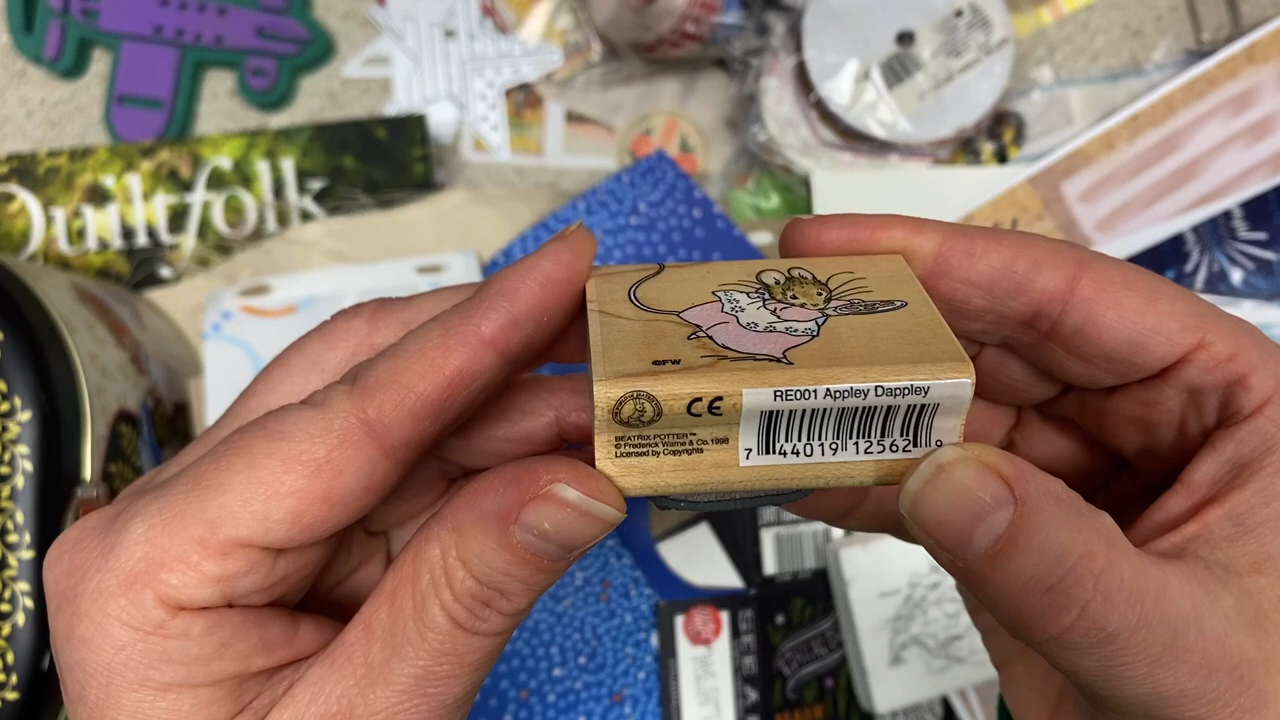 Quiltfolk
©FW
RE001 Appley Dappley
CE
BEATRIX POTTER™
© Frederick Warne & Co. 1998
Licensed by Copyrights
7 44019 12562 9
SEE A